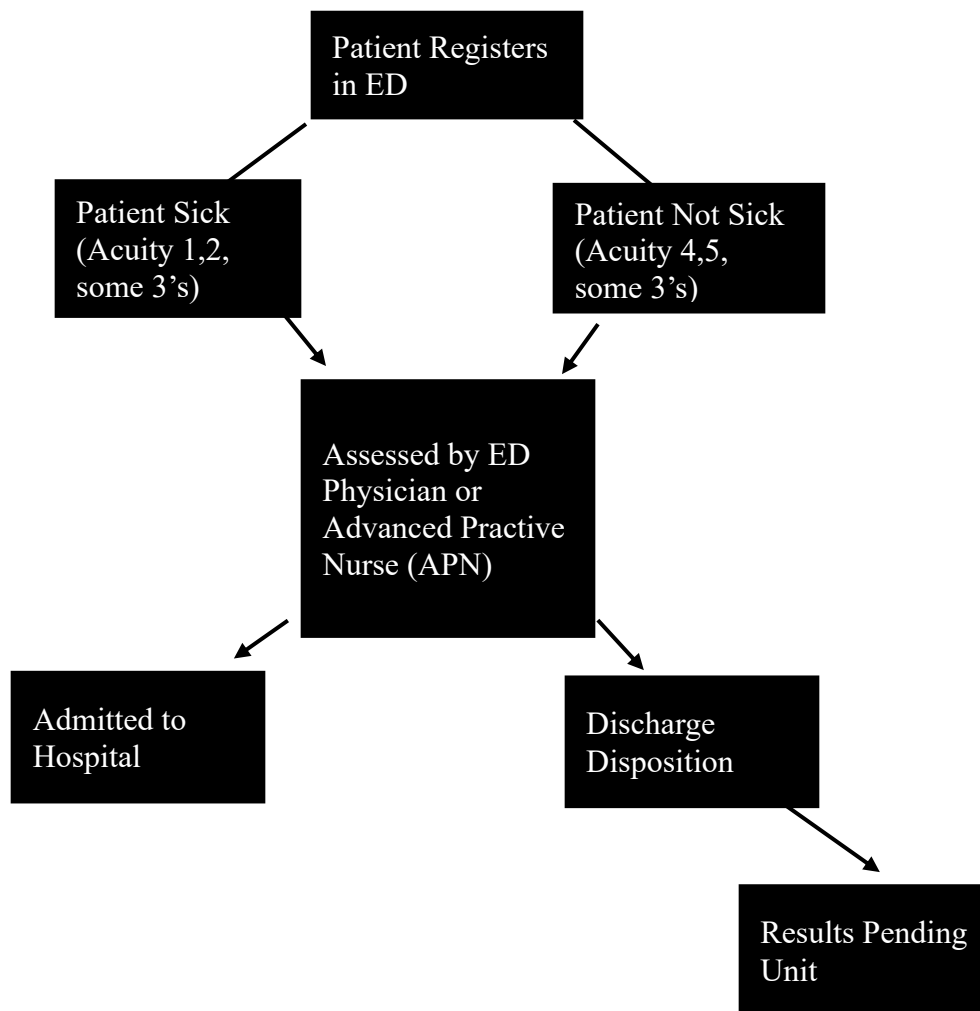 Patient Registers
in ED
Patient Sick
(Acuity 1,2,
some 3’s)
Patient Not Sick
(Acuity 4,5,
some 3’s)
Assessed by ED
Physician or
Advanced Practive
Nurse (APN)
Admitted to
Hospital
Discharge
Disposition
Results Pending
Unit